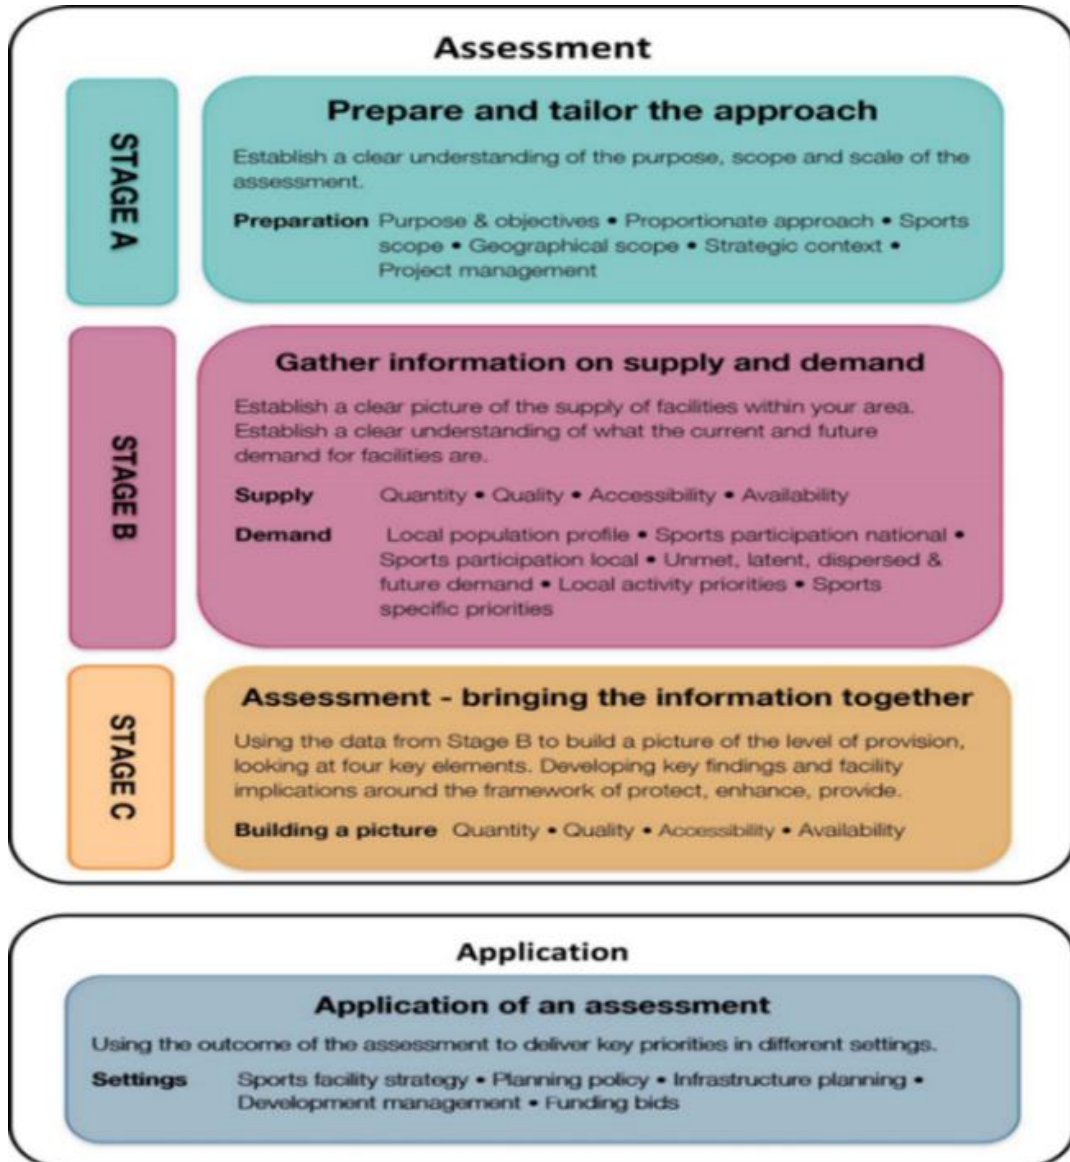 Assessment
STAGE A
Prepare and tailor the approach
Establish a clear understanding of the purpose, scope and scale of the
assessment.
Preparation Purpose & objectives • Proportionate approach • Sports
scope • Geographical scope • Strategic context •
Project management
STAGE B
Gather information on supply and demand
Establish a clear picture of the supply of facilities within your area.
Establish a clear understanding of what the current and future
demand for facilities are.
Supply Quantity • Quality • Accessibility • Availability
Demand Local population profile • Sports participation national •
Sports participation local • Unmet, latent, dispersed &
future demand • Local activity priorities • Sports
specific priorities
STAGE C
Assessment - bringing the information together
Using the data from Stage B to build a picture of the level of provision,
looking at four key elements. Developing key findings and facility
implications around the framework of protect, enhance, provide.
Building a picture Quantity • Quality • Accessibility • Availability
Application
Application of an assessment
Using the outcome of the assessment to deliver key priorities in different settings.
Settings Sports facility strategy • Planning policy • Infrastructure planning •
Development management • Funding bids